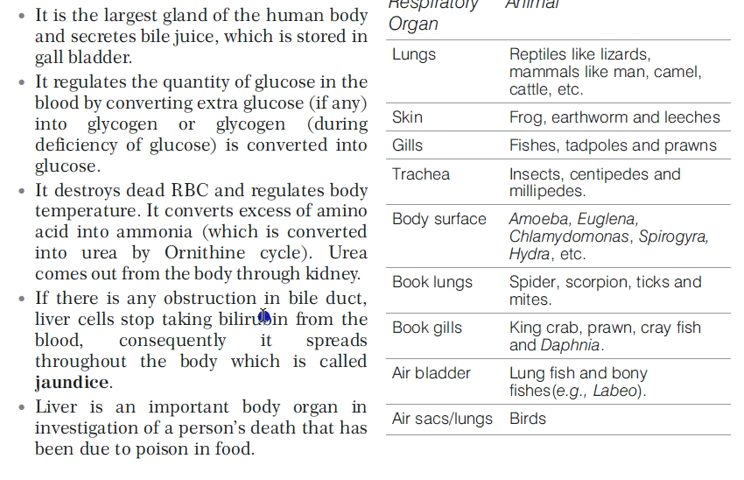 It is the largest gland of the human body
and secretes bile juice, which is stored in
gall bladder.
It regulates the quantity of glucose in the
blood by converting extra glucose (if any)
into glycogen or glycogen (during
deficiency of glucose) is converted into
glucose.
It destroys dead RBC and regulates body
temperature. It converts excess of amino
acid into ammonia (which is converted
into urea by Ornithine cycle). Urea
comes out from the body through kidney.
If there is any obstruction in bile duct,
liver cells stop taking bilirubin from the
blood, consequently it spreads
throughout the body which is called
jaundice.
Liver is an important body organ in
investigation of a person's death that has
been due to poison in food.
Respiratory Animal
Organ
Lungs Reptiles like lizards,
mammals like man, camel,
cattle, etc.
Skin Frog, earthworm and leeches
Gills Fishes, tadpoles and prawns
Trachea Insects, centipedes and
millipedes.
Body surface Amoeba, Euglena,
Chlamydomonas, Spirogyra,
Hydra, etc.
Book lungs Spider, scorpion, ticks and
mites.
Book gills King crab, prawn, cray fish
and Daphnia.
Air bladder Lung fish and bony
fishes(e.g., Labeo).
Air sacs/lungs Birds